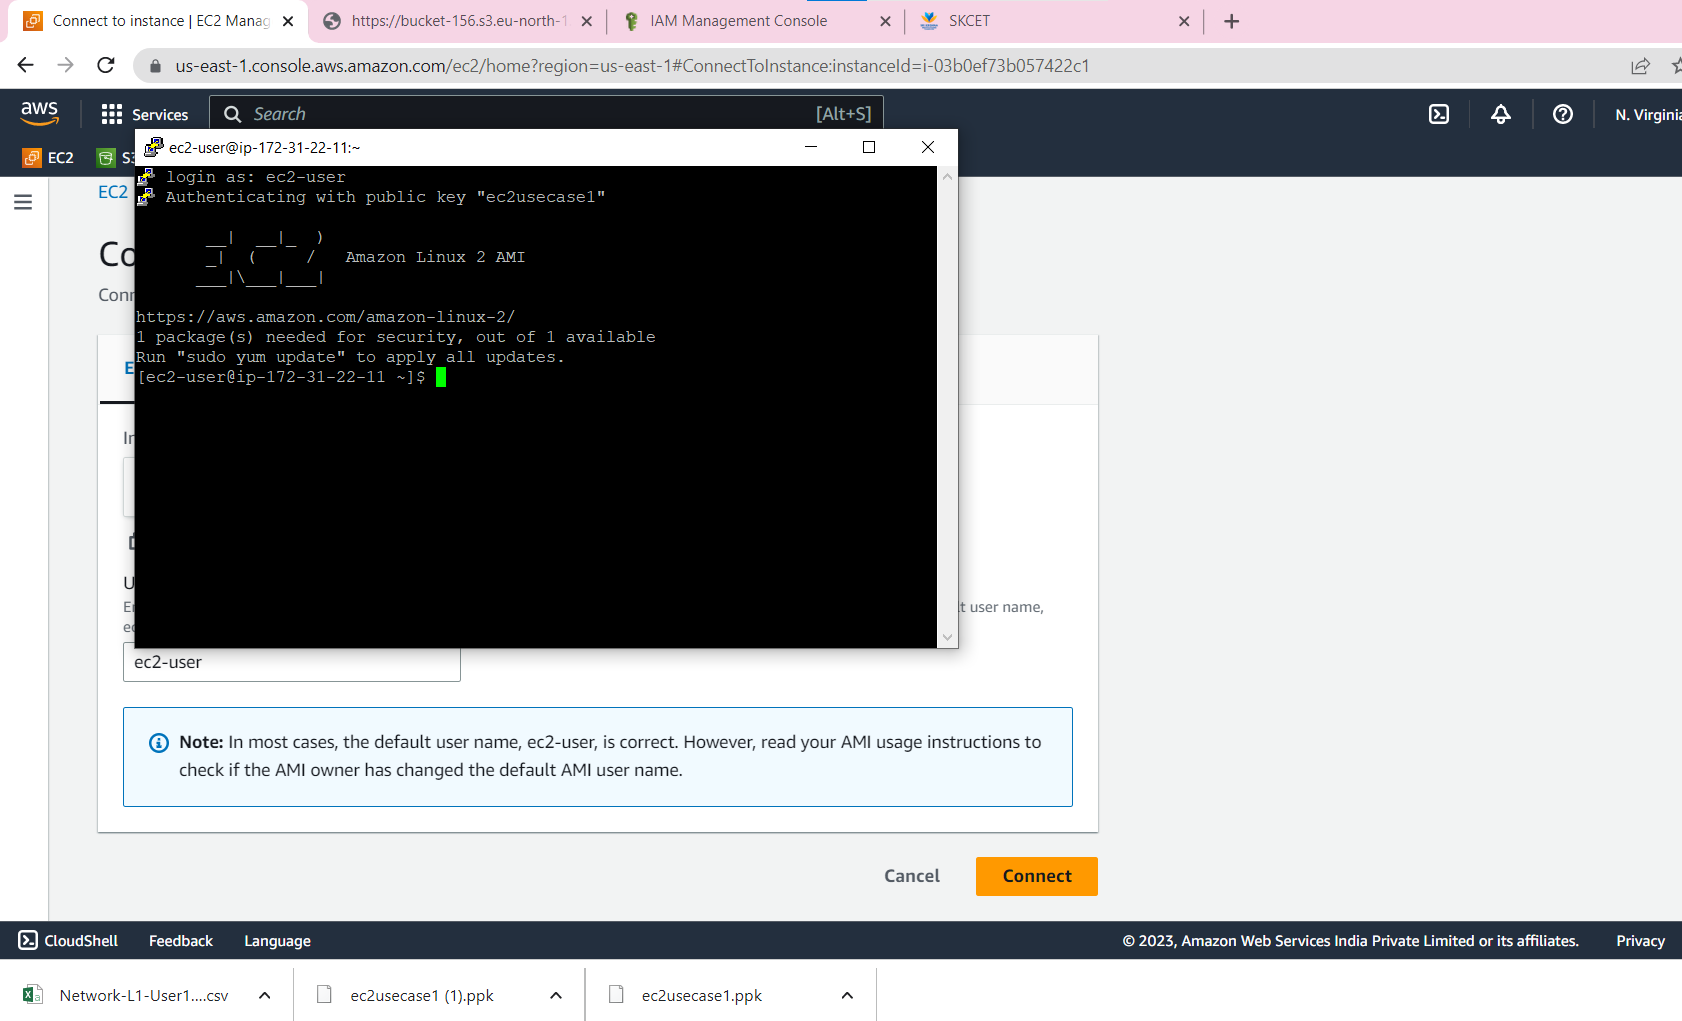 Connect to instance | EC2 Manag
https://bucket-156.s3.eu-north-1
IAM Management Console
SKCET
us-east-1.console.aws.amazon.com/ec2/home?region=us-east-1#ConnectToInstance:instanceId=i-03b0ef73b057422c1
aws
Services
Search
[Alt+S]
N. Virginia
EC2
S3
ec2-user@ip-172-31-22-11:~
login as: ec2-user
Authenticating with public key "ec2usecase1"
__|  __|_  )
_|  (     /   Amazon Linux 2 AMI
___|\___|___|
https://aws.amazon.com/amazon-linux-2/
1 package(s) needed for security, out of 1 available
Run "sudo yum update" to apply all updates.
[ec2-user@ip-172-31-22-11 ~]$
EC2
t user name,
ec2-user
Note: In most cases, the default user name, ec2-user, is correct. However, read your AMI usage instructions to
check if the AMI owner has changed the default AMI user name.
Cancel
Connect
CloudShell
Feedback
Language
© 2023, Amazon Web Services India Private Limited or its affiliates.
Privacy
Network-L1-User1....csv
ec2usecase1 (1).ppk
ec2usecase1.ppk